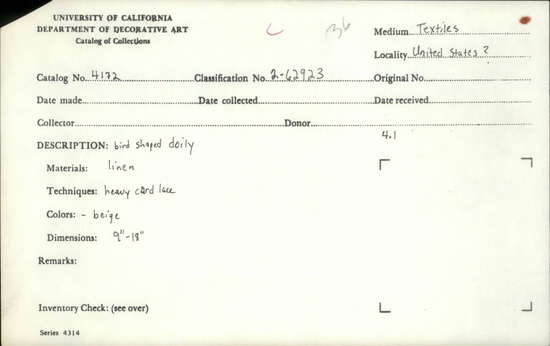 UNIVERSITY OF CALIFORNIA
DEPARTMENT OF DECORATIVE ART
Catalog of Collections
C
36
Medium Textiles
Locality United States ?
Catalog No. 4172 Classification No. 2-62923 Original No.
Date made Date collected Date received
Collector Donor
4.1
DESCRIPTION: bird shaped doily
Materials: linen
Techniques: heavy cord lace
Colors: - beige
Dimensions: 9"-18"
Remarks:
Inventory Check: (see over)
Series 4314